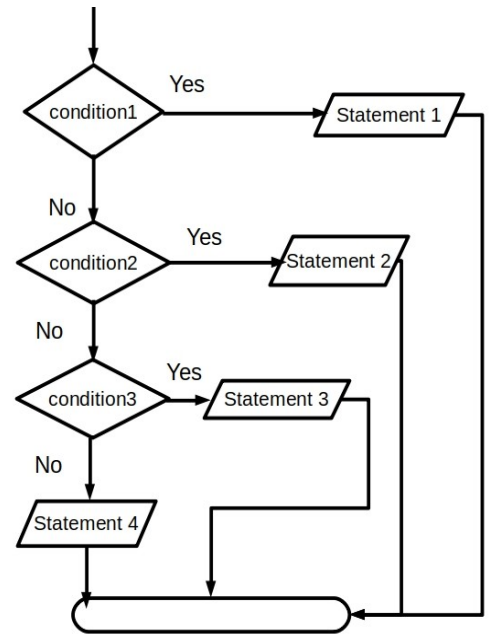 Yes
condition1
Statement 1
No
Yes
condition2
Statement 2
No
Yes
condition3
Statement 3
No
Statement 4